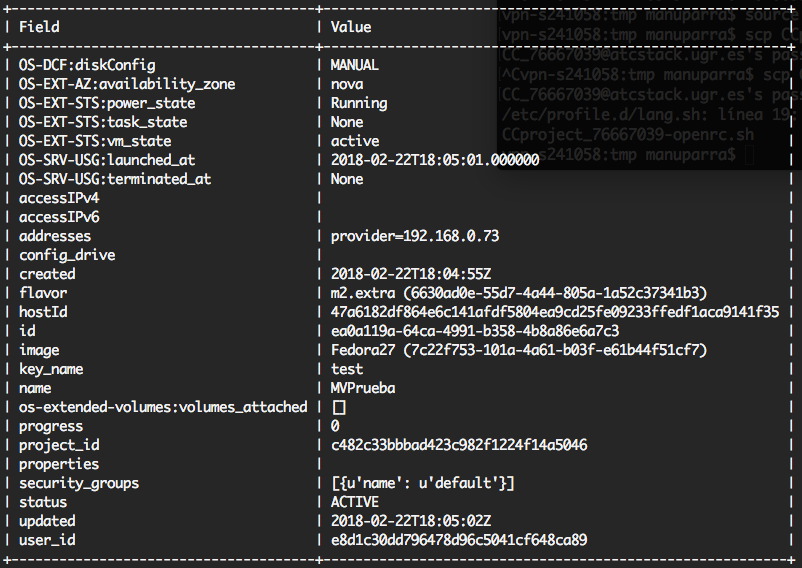 | Field | Value |
| OS-DCF:diskConfig | MANUAL |
| OS-EXT-AZ:availability_zone | nova |
| OS-EXT-STS:power_state | Running |
| OS-EXT-STS:task_state | None |
| OS-EXT-STS:vm_state | active |
| OS-SRV-USG:launched_at | 2018-02-22T18:05:01.000000 |
| OS-SRV-USG:terminated_at | None |
| accessIPv4 | |
| accessIPv6 | |
| addresses | provider=192.168.0.73 |
| config_drive | |
| created | 2018-02-22T18:04:55Z |
| flavor | m2.extra (6630ad0e-55d7-4a44-805a-1a52c37341b3) |
| hostId | 47a6182df864e6c141afdf5804ea9cd25fe09233ffedf1aca9141f35 |
| id | ea0a119a-64ca-4991-b358-4b8a86e6a7c3 |
| image | Fedora27 (7c22f753-101a-4a61-b03f-e61b44f51cf7) |
| key_name | test |
| name | MVPrueba |
| os-extended-volumes:volumes_attached | [] |
| progress | 0 |
| project_id | c482c33bbbad423c982f1224f14a5046 |
| properties | |
| security_groups | [{u'name': u'default'}] |
| status | ACTIVE |
| updated | 2018-02-22T18:05:02Z |
| user_id | e8d1c30dd796478d96c5041cf648ca89 |
vpn-s241058:tmp manuparra$ source
vpn-s241058:tmp manuparra$ scp CCp
CC_76667039@atcstack.ugr.es's pas
^Cvpn-s241058:tmp manuparra$ scp
CC_76667039@atcstack.ugr.es's pas
/etc/profile.d/lang.sh: línea 19:
CCproject_76667039-openrc.sh
vpn-s241058:tmp manuparra$